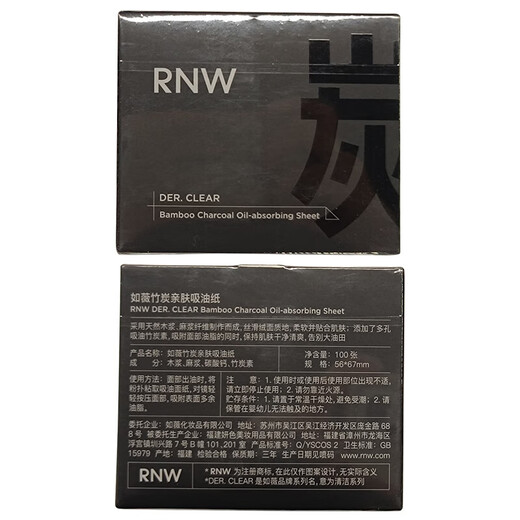 RNW
炭
DER. CLEAR
Bamboo Charcoal Oil-absorbing Sheet
如薇竹炭亲肤吸油纸
RNW DER. CLEAR Bamboo Charcoal Oil-absorbing Sheet
采用天然木浆、麻浆纤维制作而成，丝滑绒面质地，柔软并贴合肌肤；添加了多孔
吸油竹炭素，吸附面部油脂的同时，保持肌肤干净清爽，告别大油田
产品名称：如薇竹炭亲肤吸油纸 净含量：100张
成 分：木浆、麻浆、碳酸钙、竹炭素 规 格：56*67mm
使用方法：面部出油时，将
粉扑粘取吸油面纸，对镜轻
轻按压面部，吸附表面多余
油脂。
注意：1.使用时或使用后使用部位出现不适，
请立即停止使用；2.请勿靠近火源。
保存：1.请置于常温干燥处，避免受潮；2.请
保管在婴幼儿无法触及的地方。
委托企业：如薇化妆品有限公司 地址：苏州市吴江区吴江经济开发区庞金路68
8号 被委托生产企业：福建妍色美妆用品有限公司 地址：福建省漳州市龙海区
浮宫镇圳兴路7号B幢101,201室 产品标准：Q/YSCOS 2 卫生标准：GB
15979 产地：福建 检验合格 保质期：三年 生产日期见喷码 www.rnw.com
RNW
*RNW 为注册商标，在此仅作图案设计，无实际含义
*DER. CLEAR 是如薇品牌系列名，意为清洁系列